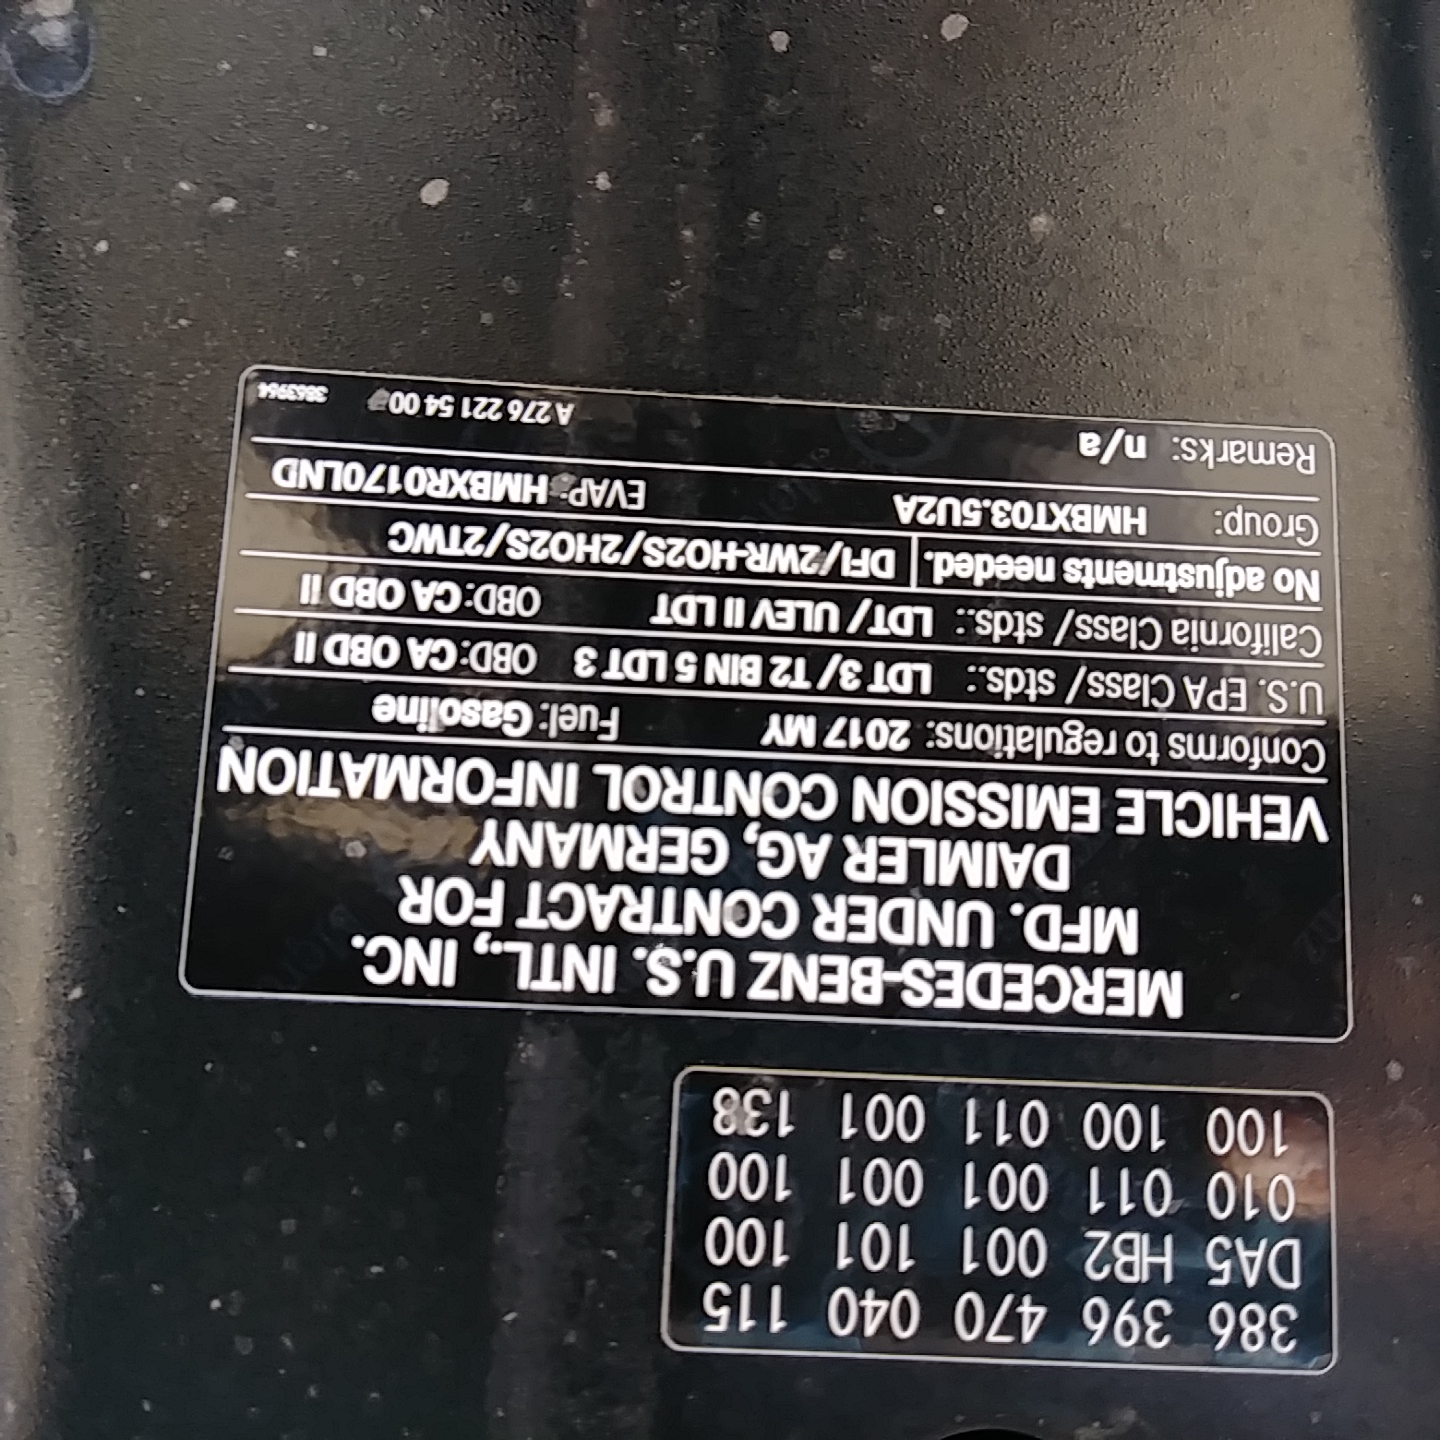 386 396 470 040 115
DA5 HB2 001 101 100
010 011 001 001 100
100 100 011 001 138
MERCEDES-BENZ U.S. INTL., INC.
MFD. UNDER CONTRACT FOR
DAIMLER AG, GERMANY
VEHICLE EMISSION CONTROL INFORMATION
Conforms to regulations: 2017 MY Fuel: Gasoline
U.S. EPA Class/ stds.: LDT 3/ T2 BIN 5 LDT 3 OBD: CA OBD II
California Class/ stds.: LDT/ ULEV II LDT OBD: CA OBD II
No adjustments needed. DFI/2WR-HO2S/2HO2S/2TWC
Group: HMBXT03.5U2A EVAP: HMBXR0170LND
Remarks: n/a
A 276 221 54 00 3863954